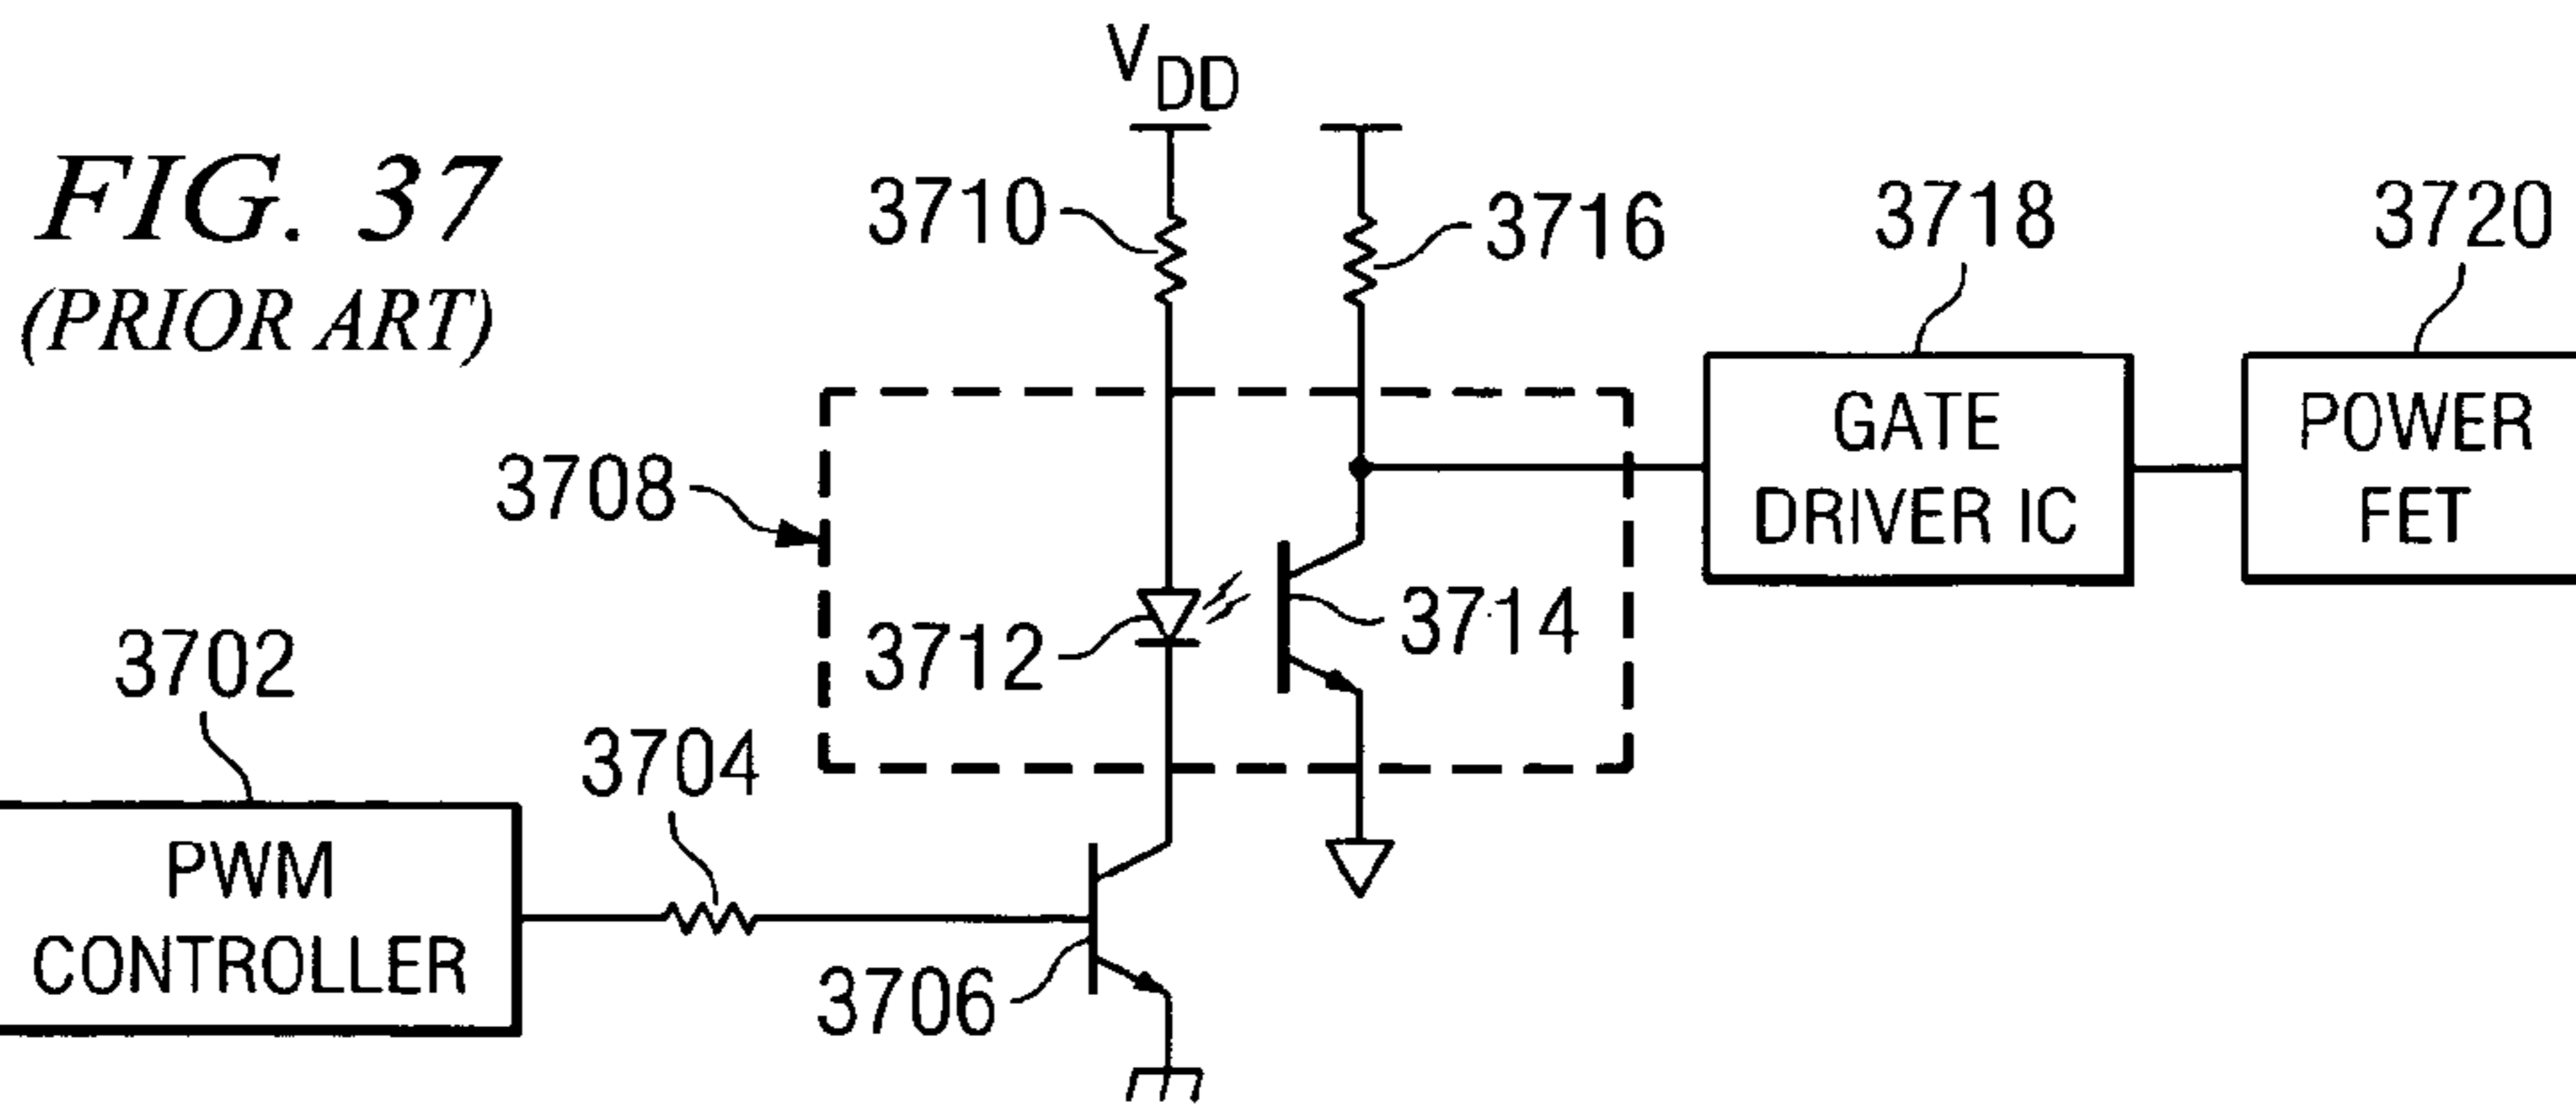 FIG. 37
(PRIOR ART)
VDD
3710
3716
3718
3720
3708
GATE
DRIVER IC
POWER
FET
3712
3714
3702
3704
PWM
CONTROLLER
3706